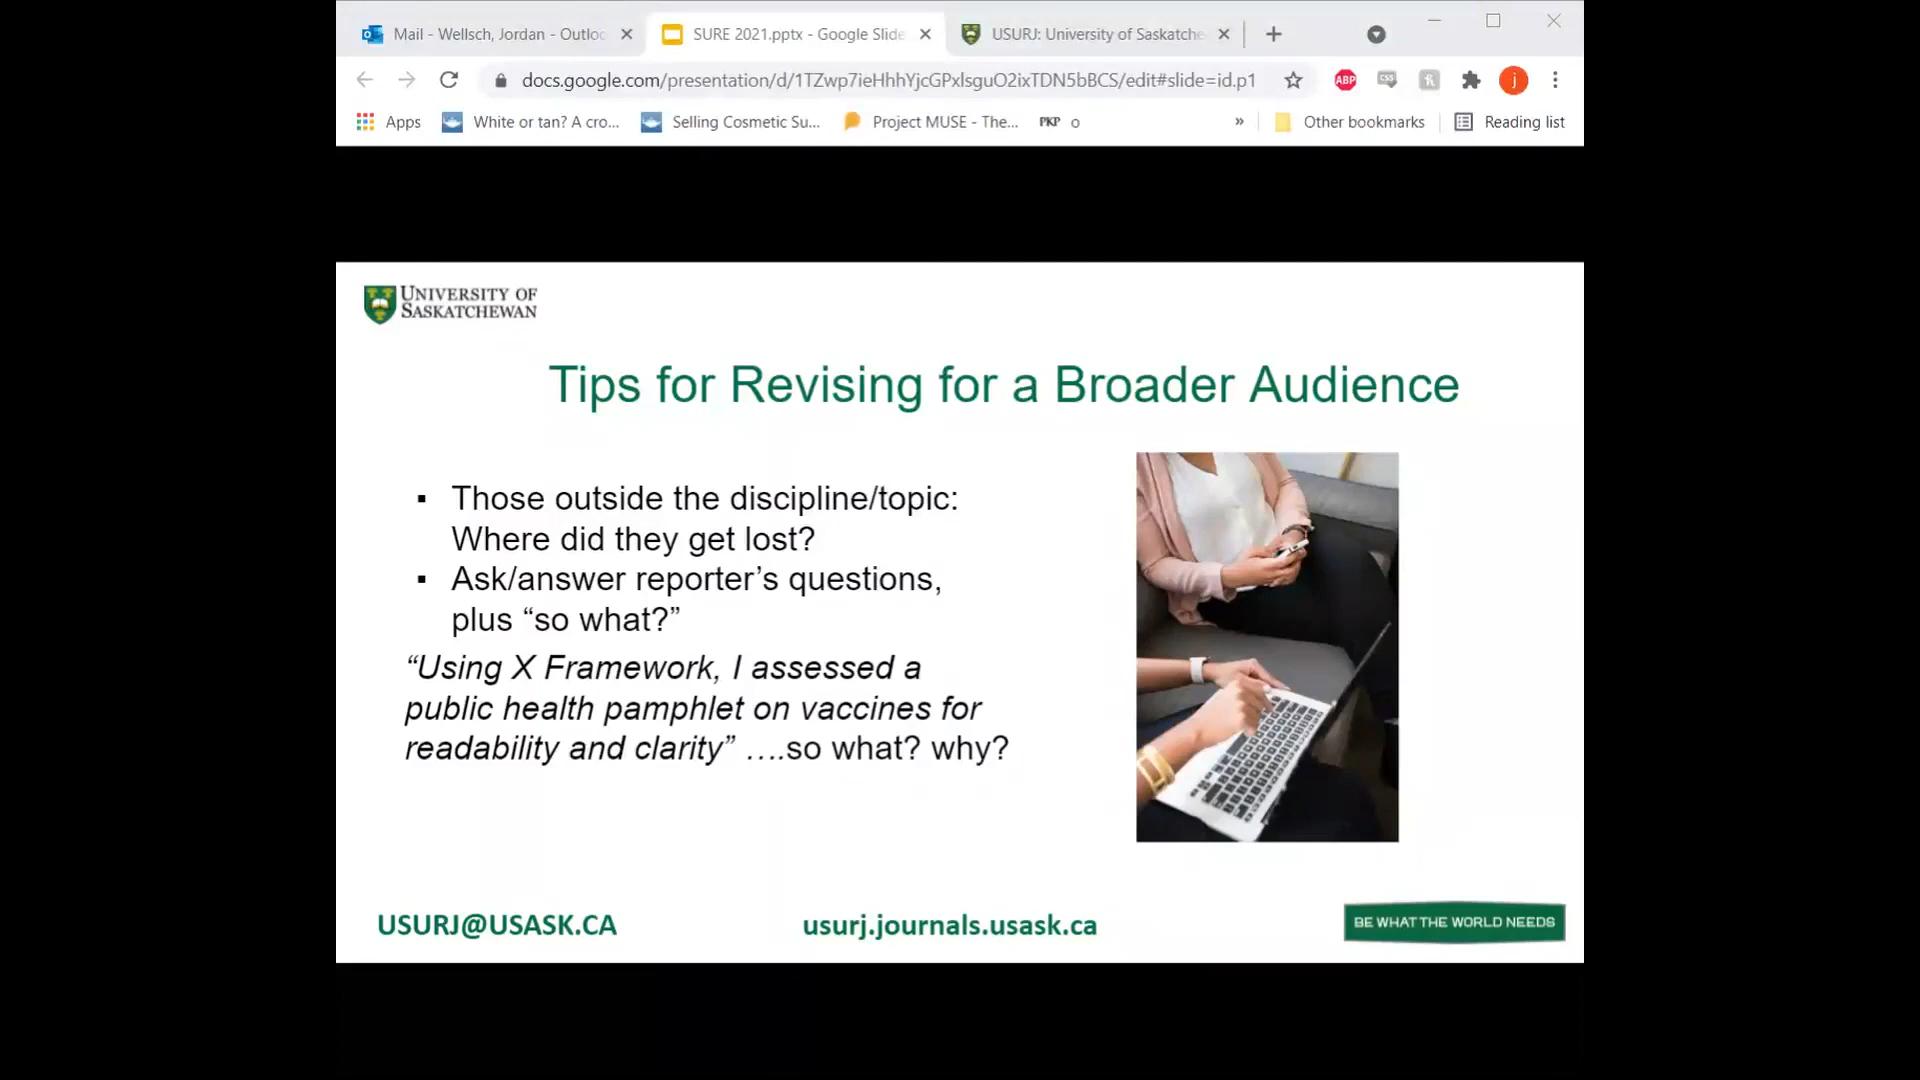 Mail - Wellsch, Jordan - Outloo
SURE 2021.pptx - Google Slide
USURJ: University of Saskatche
docs.google.com/presentation/d/1TZwp7ieHhhYjcGPxlsguO2ixTDN5bBCS/edit#slide=id.p1
ABP
CSS
j
Apps
White or tan? A cro...
Selling Cosmetic Su...
Project MUSE - The...
PKP
o
»
Other bookmarks
Reading list
UNIVERSITY OF
SASKATCHEWAN
Tips for Revising for a Broader Audience
▪ Those outside the discipline/topic:
Where did they get lost?
▪ Ask/answer reporter’s questions,
plus “so what?”
“Using X Framework, I assessed a
public health pamphlet on vaccines for
readability and clarity” ….so what? why?
USURJ@USASK.CA
usurj.journals.usask.ca
BE WHAT THE WORLD NEEDS